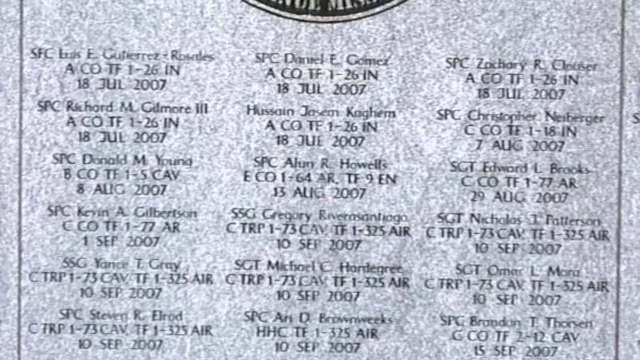 SFC Luis E. Gutierrez - Rosales
A CO TF 1-26 IN
18 JUL 2007
SPC Daniel E. Gomez
A CO TF 1-26 IN
18 JUL 2007
SPC Zachary R. Clouser
A CO TF 1-26 IN
18 JUL 2007
SPC Richard M. Gilmore III
A CO TF 1-26 IN
18 JUL 2007
Hussain Jasem Kaghem
A CO TF 1-26 IN
18 JUL 2007
SPC Christopher Neiberger
C CO TF 1-18 IN
7 AUG 2007
SPC Donald M. Young
B CO TF 1-5 CAV
8 AUG 2007
SPC Alun R. Howells
E CO 1-64 AR, TF 9 EN
13 AUG 2007
SGT Edward L. Brooks
C CO TF 1-77 AR
29 AUG 2007
SPC Kevin A. Gilbertson
C CO TF 1-77 AR
1 SEP 2007
SSG Gregory Riverasantiago
C TRP 1-73 CAV, TF 1-325 AIR
10 SEP 2007
SGT Nicholas J. Patterson
C TRP 1-73 CAV, TF 1-325 AIR
10 SEP 2007
SSG Yance T. Gray
C TRP 1-73 CAV, TF 1-325 AIR
10 SEP 2007
SGT Michael C. Hardegree
C TRP 1-73 CAV, TF 1-325 AIR
10 SEP 2007
SGT Omar L. Mora
C TRP 1-73 CAV, TF 1-325 AIR
10 SEP 2007
SPC Steven R. Elrod
C TRP 1-73 CAV, TF 1-325 AIR
10 SEP 2007
SPC Ari D. Brownweeks
HHC TF 1-325 AIR
10 SEP 2007
SPC Brandon T. Thorsen
C CO TF 2-12 CAV
15 SEP 2007